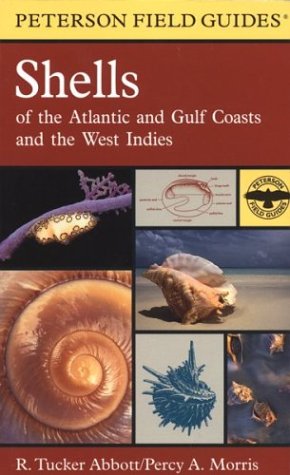 PETERSON FIELD GUIDES®
Shells
of the Atlantic and Gulf Coasts
and the West Indies
PETERSON
FIELD GUIDES
R. Tucker Abbott/Percy A. Morris